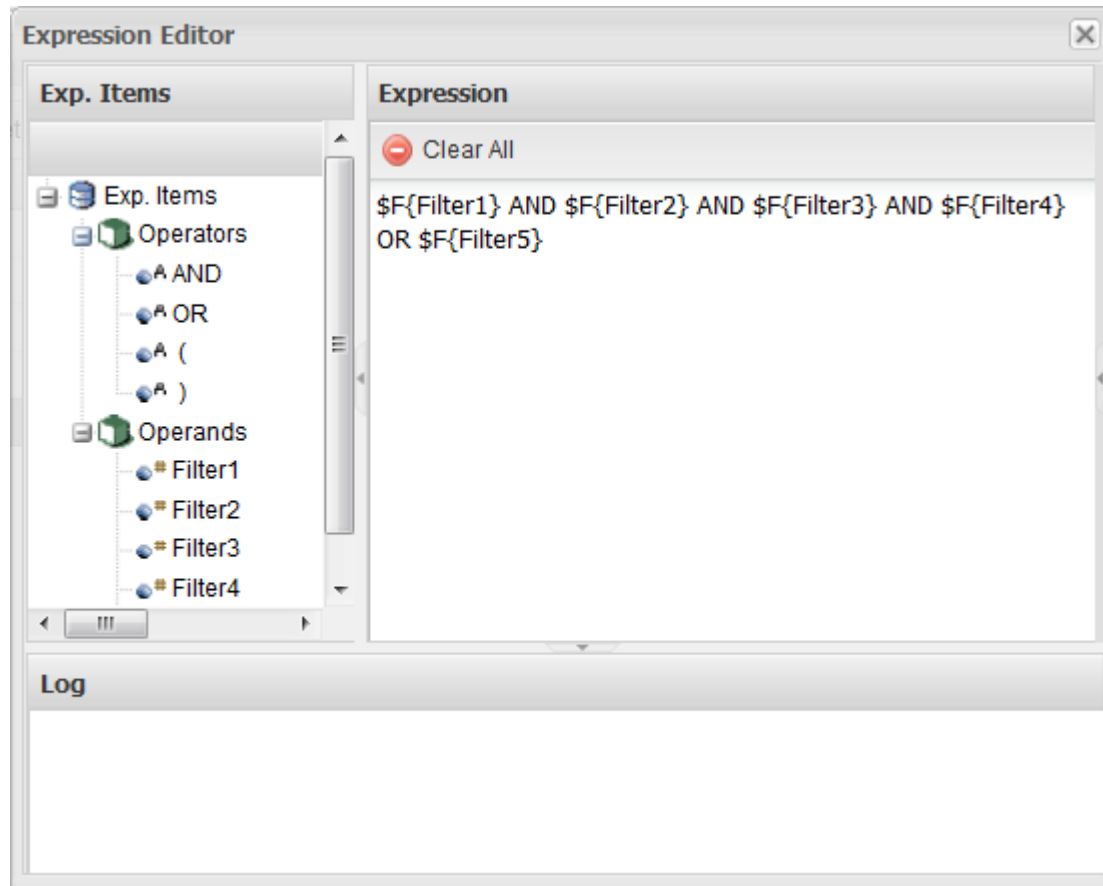 Expression Editor
Exp. Items
Expression
Clear All
Exp. Items
Operators
AND
OR
(
)
Operands
Filter1
Filter2
Filter3
Filter4
$F{Filter1} AND $F{Filter2} AND $F{Filter3} AND $F{Filter4}
OR $F{Filter5}
Log